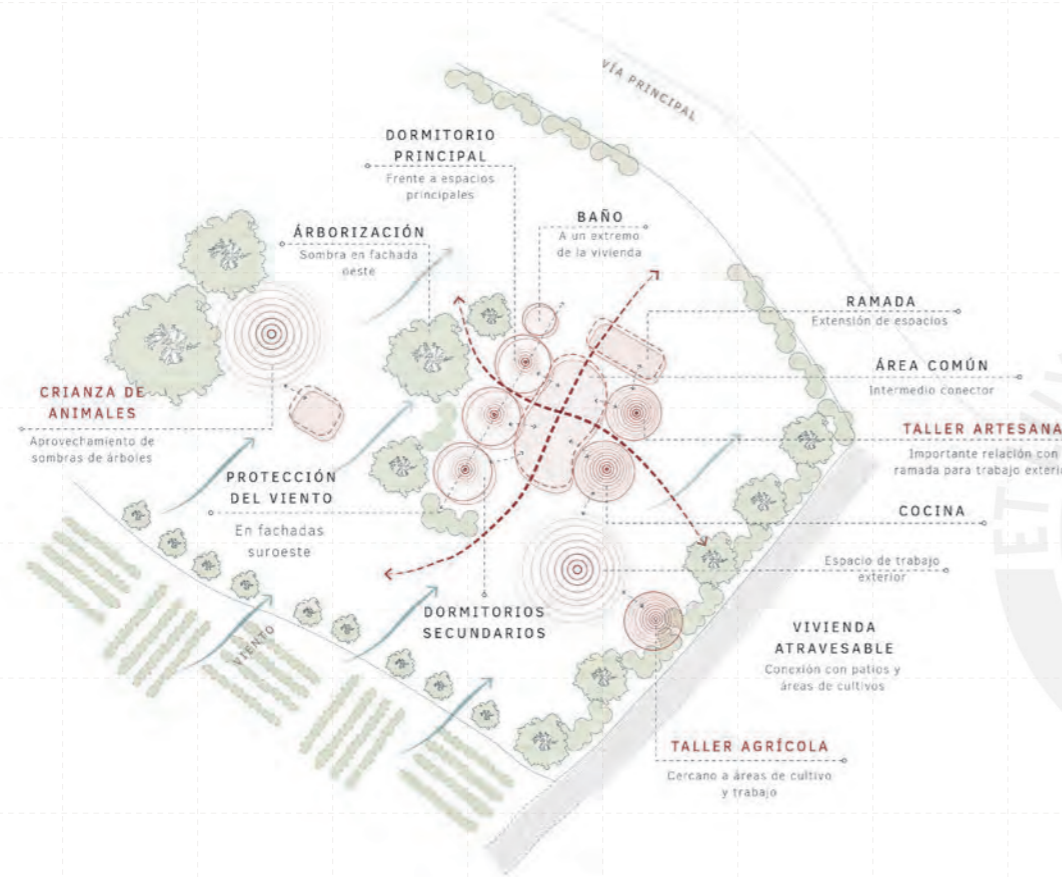 VÍA PRINCIPAL
DORMITORIO
PRINCIPAL
Frente a espacios
principales
BAÑO
A un extremo
de la vivienda
ÁRBORIZACIÓN
Sombra en fachada
oeste
RAMADA
Extensión de espacios
ÁREA COMÚN
Intermedio conector
CRIANZA DE
ANIMALES
Aprovechamiento de
sombras de árboles
TALLER ARTESANA
Importante relación con
ramada para trabajo exterio
PROTECCIÓN
DEL VIENTO
En fachadas
suroeste
COCINA
ET
Espacio de trabajo
exterior
DORMITORIOS
SECUNDARIOS
VIENTO
VIVIENDA
ATRAVESABLE
Conexión con patios y
áreas de cultivos
TALLER AGRÍCOLA
Cercano a áreas de cultivo
y trabajo